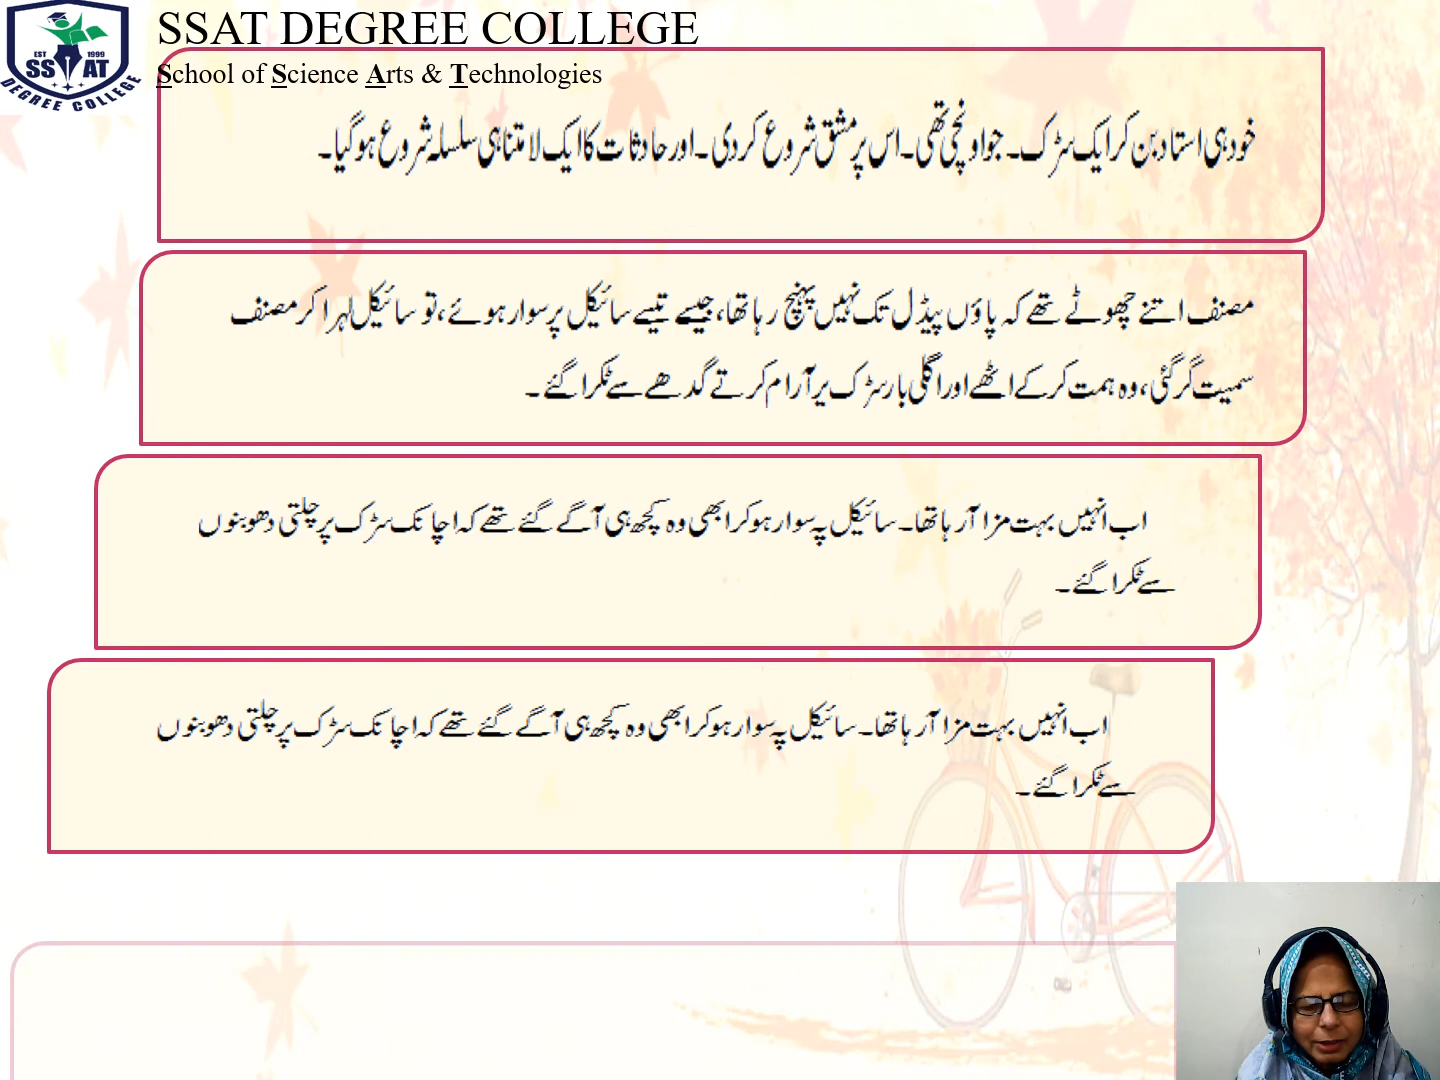 EST 1999
SSAT
DEGREE COLLEGE
SSAT DEGREE COLLEGE
School of Science Arts & Technologies
خود ہی استاد بن کر ایک سڑک۔ جو اونچی تھی۔ اس پر مشق شروع کر دی۔ اور حادثات کا ایک لامتناہی سلسلہ شروع ہو گیا۔
مصنف اتنے چھوٹے تھے کہ پاؤں پیڈل تک نہیں پہنچ رہا تھا، جیسے تیسے سائیکل پر سوار ہوئے، تو سائیکل لہرا کر مصنف
سمیت گر گئی، وہ ہمت کر کے اٹھے اور اگلی بار سڑک پر آرام کرتے گدھے سے ٹکرا گئے۔
اب انہیں بہت مزا آ رہا تھا۔ سائیکل پہ سوار ہو کر ابھی وہ کچھ ہی آگے گئے تھے کہ اچانک سڑک پر چلتی دھوبنوں
سے ٹکرا گئے۔
اب انہیں بہت مزا آ رہا تھا۔ سائیکل پہ سوار ہو کر ابھی وہ کچھ ہی آگے گئے تھے کہ اچانک سڑک پر چلتی دھوبنوں
سے ٹکرا گئے۔